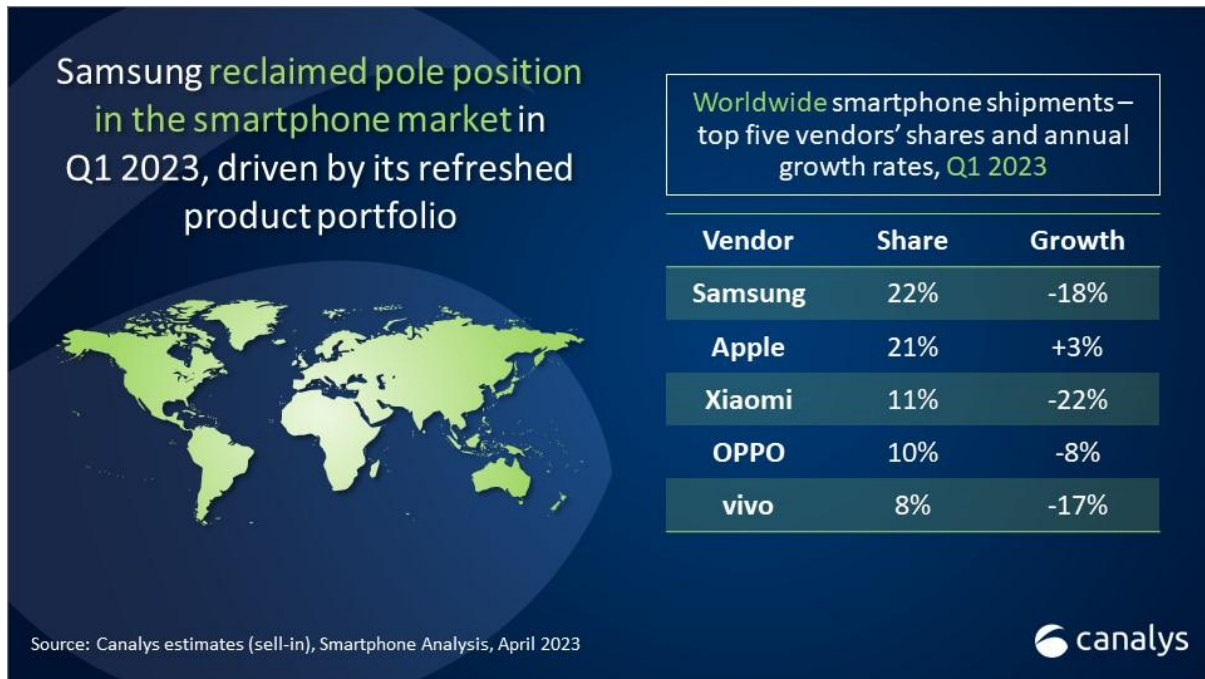 Samsung reclaimed pole position
in the smartphone market in
Q1 2023, driven by its refreshed
product portfolio
Worldwide smartphone shipments –
top five vendors' shares and annual
growth rates, Q1 2023
Vendor Share Growth
Samsung 22% -18%
Apple 21% +3%
Xiaomi 11% -22%
OPPO 10% -8%
vivo 8% -17%
Source: Canalys estimates (sell-in), Smartphone Analysis, April 2023
canalys